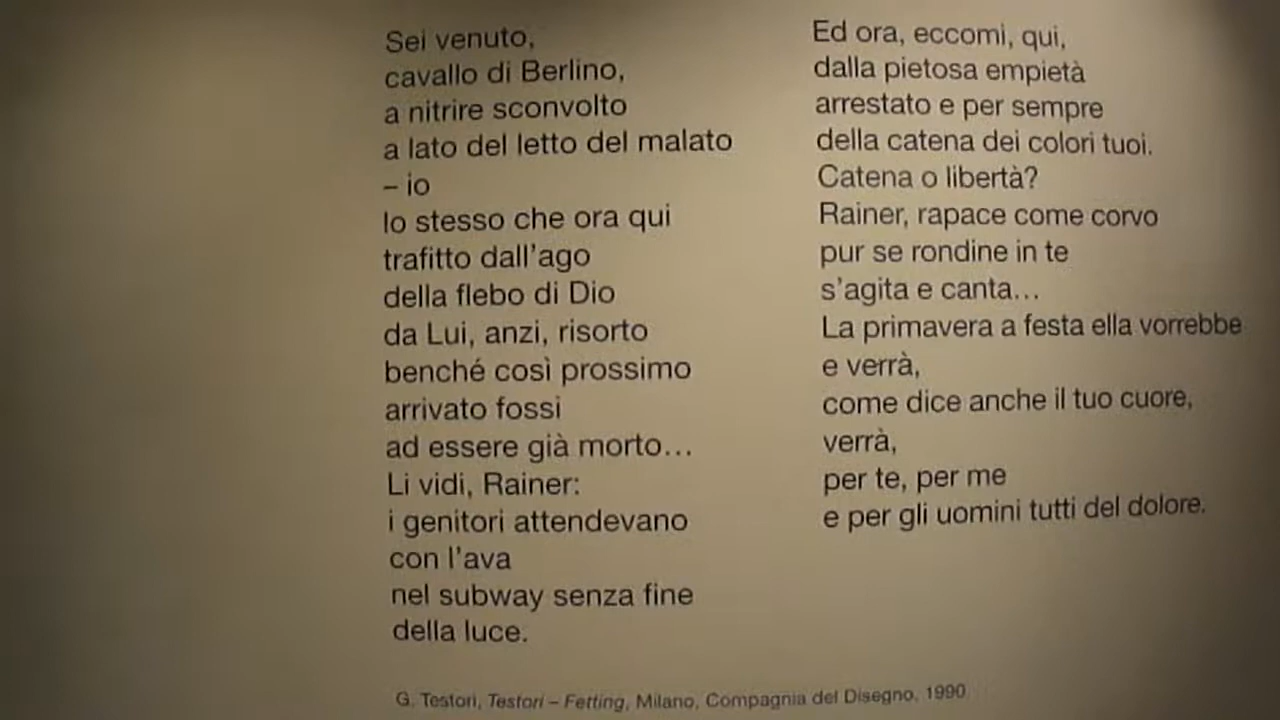 Sei venuto,
cavallo di Berlino,
a nitrire sconvolto
a lato del letto del malato
– io
lo stesso che ora qui
trafitto dall’ago
della flebo di Dio
da Lui, anzi, risorto
benché così prossimo
arrivato fossi
ad essere già morto…
Li vidi, Rainer:
i genitori attendevano
con l’ava
nel subway senza fine
della luce.
Ed ora, eccomi, qui,
dalla pietosa empietà
arrestato e per sempre
della catena dei colori tuoi.
Catena o libertà?
Rainer, rapace come corvo
pur se rondine in te
s’agita e canta…
La primavera a festa ella vorrebbe
e verrà,
come dice anche il tuo cuore,
verrà,
per te, per me
e per gli uomini tutti del dolore.
G. Testori, Testori – Fetting, Milano, Compagnia del Disegno, 1990